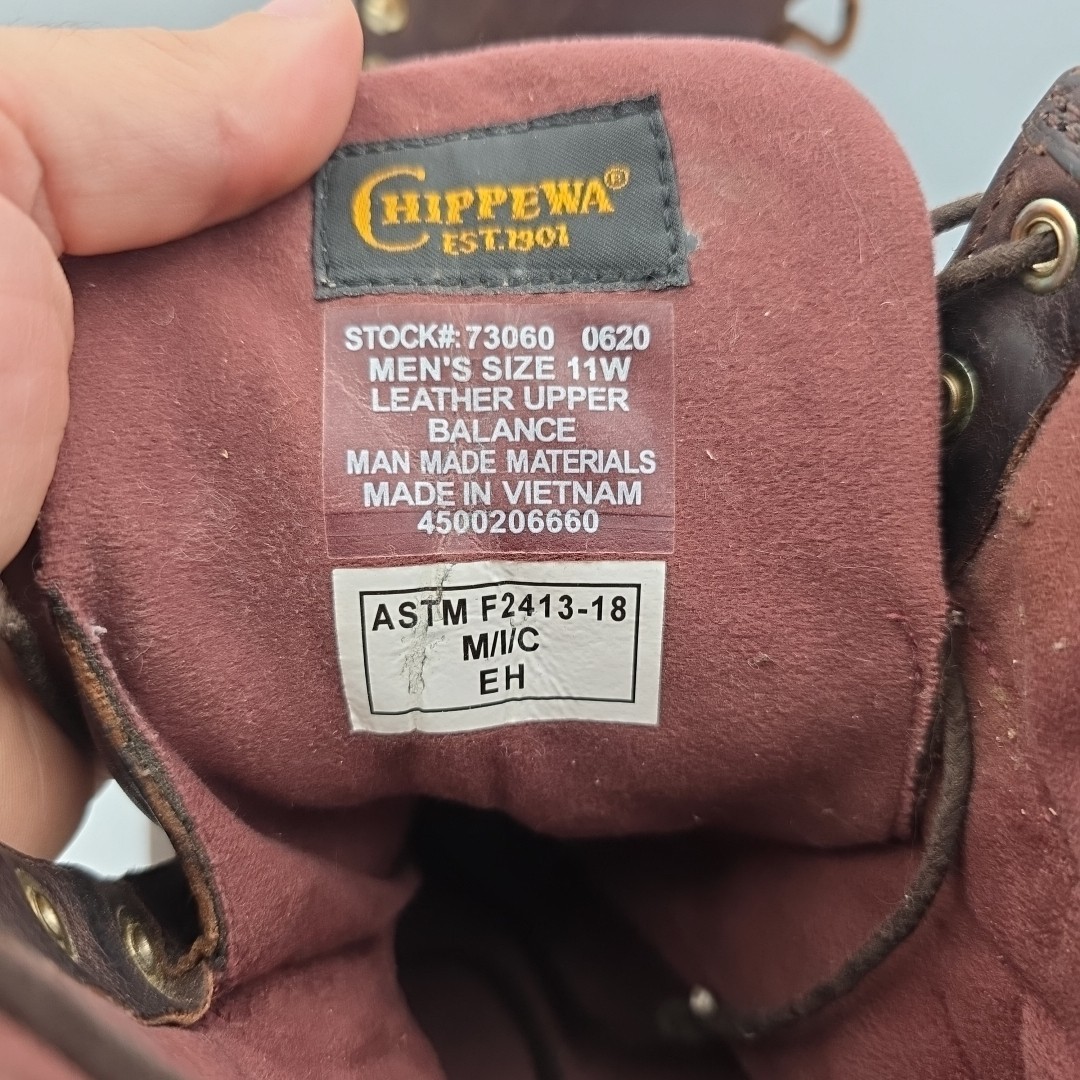 CHIPPEWA®
EST.1901
STOCK#: 73060 0620
MEN'S SIZE 11W
LEATHER UPPER
BALANCE
MAN MADE MATERIALS
MADE IN VIETNAM
4500206660
ASTM F2413-18
M/I/C
EH